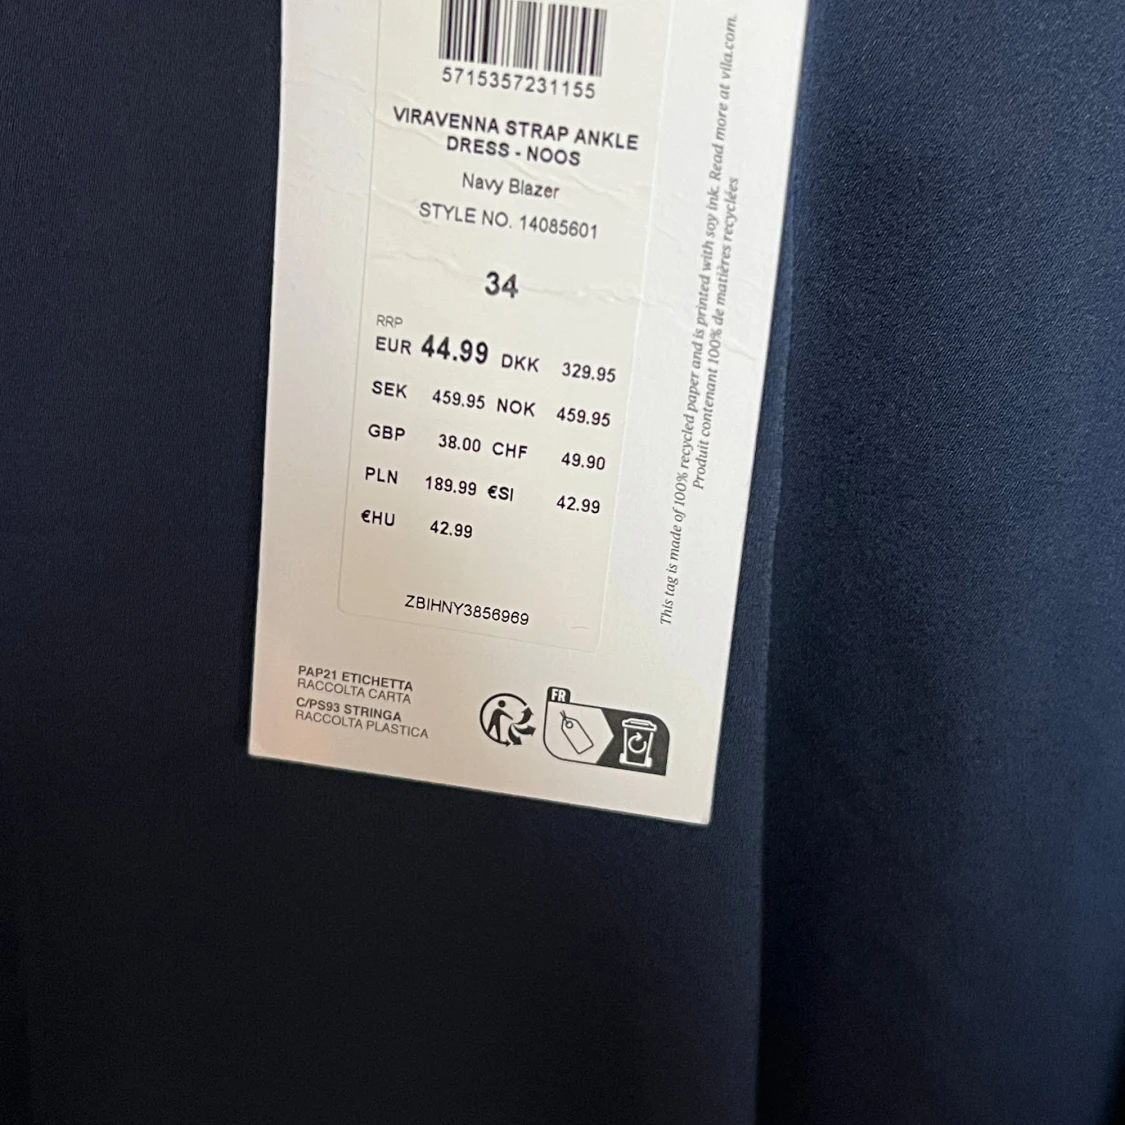 5715357231155
VIRAVENNA STRAP ANKLE
DRESS - NOOS
Navy Blazer
STYLE NO. 14085601
34
RRP
EUR 44.99 DKK 329.95
SEK 459.95 NOK 459.95
GBP 38.00 CHF 49.90
PLN 189.99 €SI 42.99
€HU 42.99
ZBIHNY3856969
PAP21 ETICHETTA
RACCOLTA CARTA
C/PS93 STRINGA
RACCOLTA PLASTICA
FR
This tag is made of 100% recycled paper and is printed with soy ink. Read more at vila.com.
Produit contenant 100% de matières recyclées